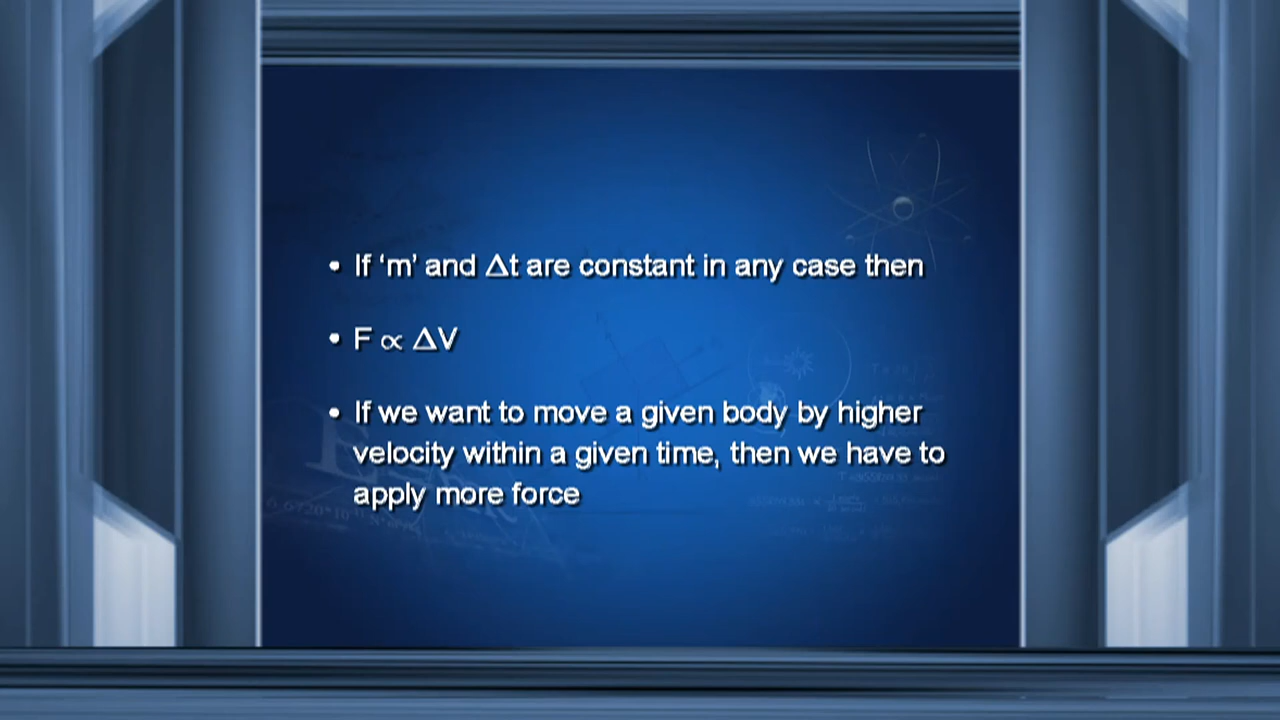 • If ‘m’ and Δt are constant in any case then
• F ∝ ΔV
• If we want to move a given body by higher
velocity within a given time, then we have to
apply more force